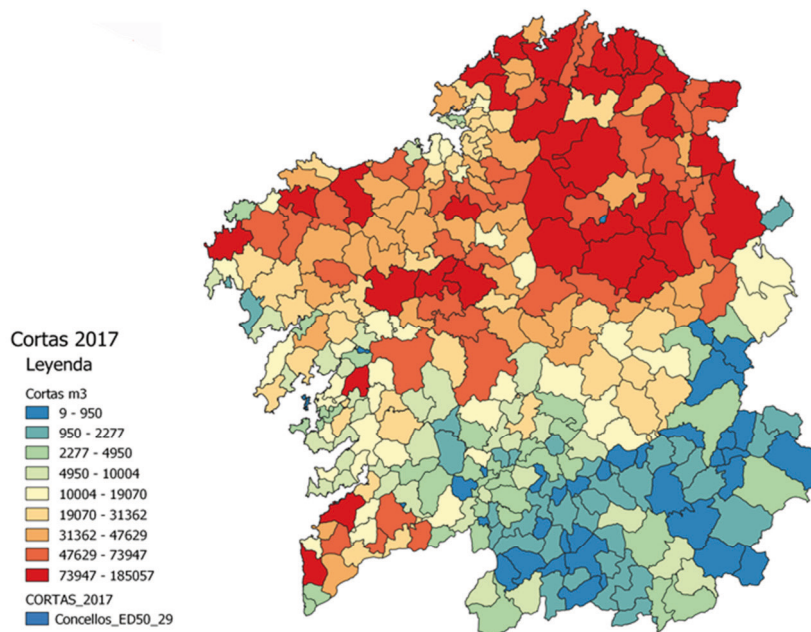 Cortas 2017
Leyenda
Cortas m3
9 - 950
950 - 2277
2277 - 4950
4950 - 10004
10004 - 19070
19070 - 31362
31362 - 47629
47629 - 73947
73947 - 185057
CORTAS_2017
Concellos_ED50_29